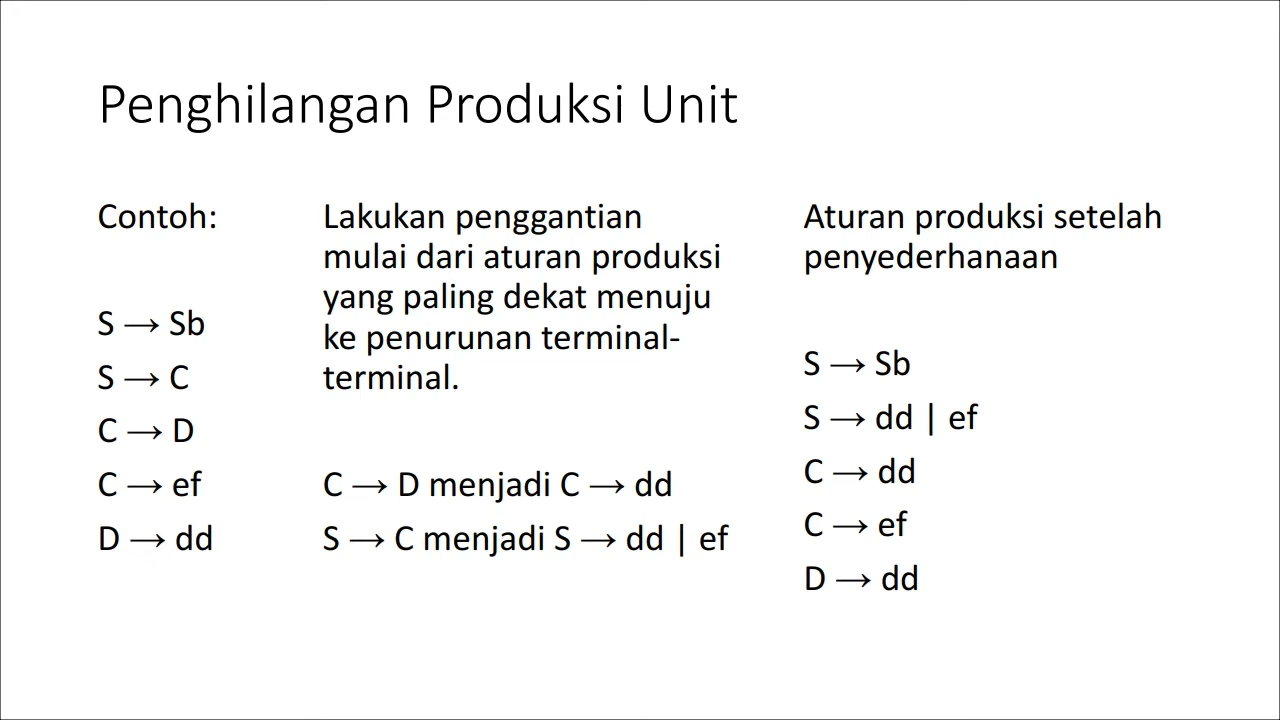 Penghilangan Produksi Unit
Contoh:
S → Sb
S → C
C → D
C → ef
D → dd
Lakukan penggantian
mulai dari aturan produksi
yang paling dekat menuju
ke penurunan terminal-
terminal.
C → D menjadi C → dd
S → C menjadi S → dd | ef
Aturan produksi setelah
penyederhanaan
S → Sb
S → dd | ef
C → dd
C → ef
D → dd